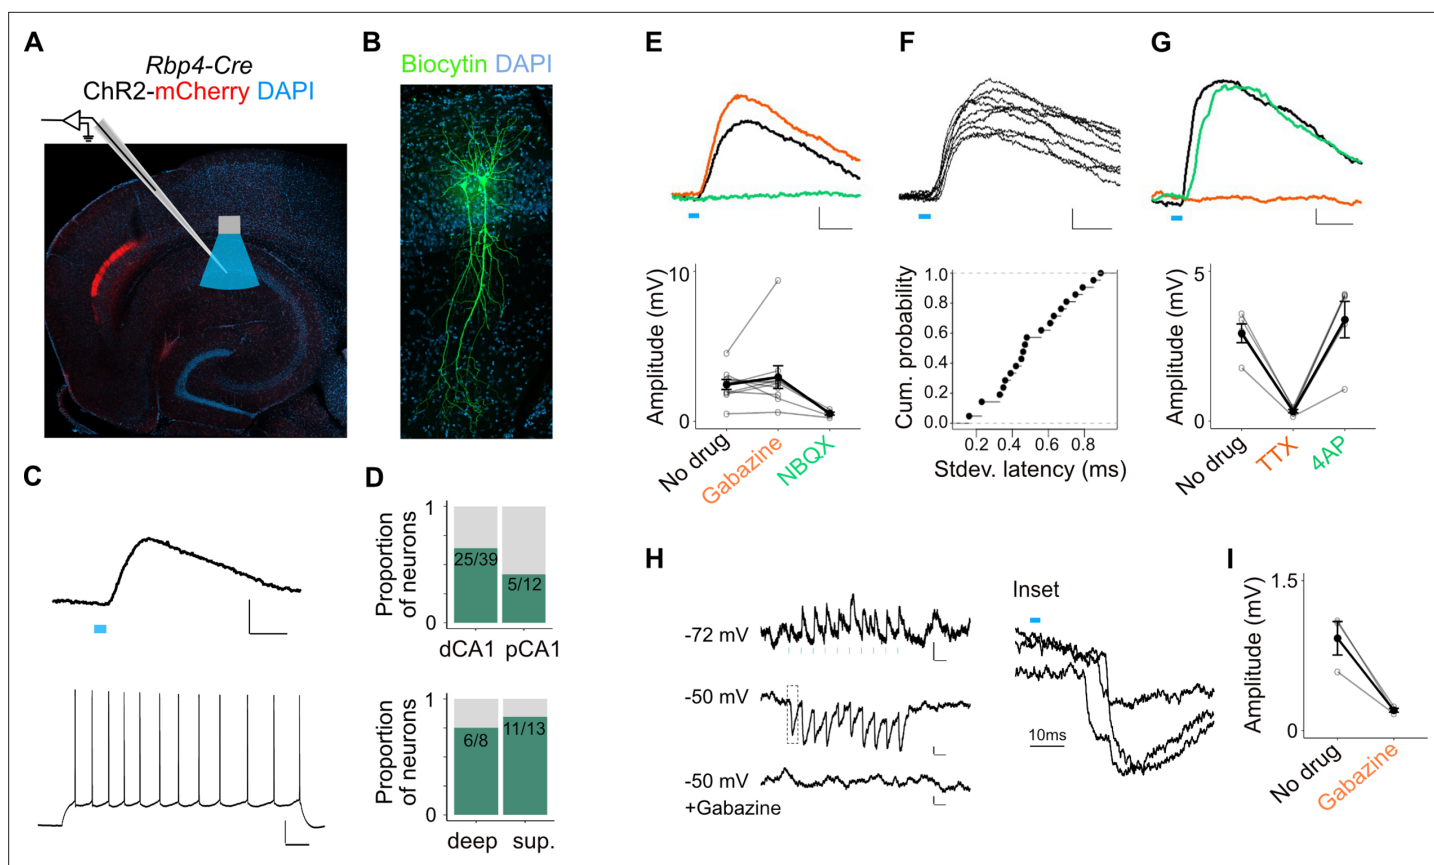 A
Rbp4-Cre
ChR2-mCherry DAPI
B
Biocytin DAPI
C
D
Proportion
of neurons
1
0
25/39
5/12
dCA1 pCA1
Proportion
of neurons
1
0
6/8
11/13
deep sup.
E
Amplitude (mV)
10
0
No drug
Gabazine
NBQX
F
Cum. probability
1.0
0.8
0.6
0.4
0.2
0.0
0.2 0.4 0.6 0.8
Stdev. latency (ms)
G
Amplitude (mV)
5
0
No drug
TTX
4AP
H
-72 mV
-50 mV
-50 mV
+Gabazine
Inset
10ms
I
Amplitude (mV)
1.5
0
No drug
Gabazine